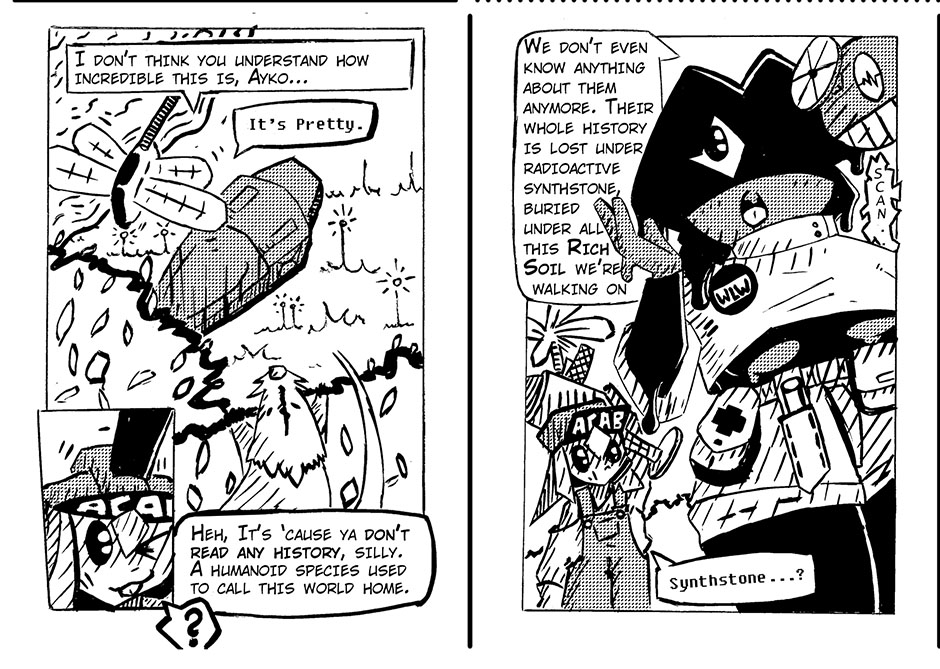 I DON'T THINK YOU UNDERSTAND HOW
INCREDIBLE THIS IS, AYKO...
It's Pretty.
HEH, IT'S 'CAUSE YA DON'T
READ ANY HISTORY, SILLY.
A HUMANOID SPECIES USED
TO CALL THIS WORLD HOME.
?
WE DON'T EVEN
KNOW ANYTHING
ABOUT THEM
ANYMORE. THEIR
WHOLE HISTORY
IS LOST UNDER
RADIOACTIVE
SYNTHSTONE,
BURIED
UNDER ALL
THIS RICH
SOIL WE'RE
WALKING ON
SCAN
WLW
ACAB
Synthstone...?